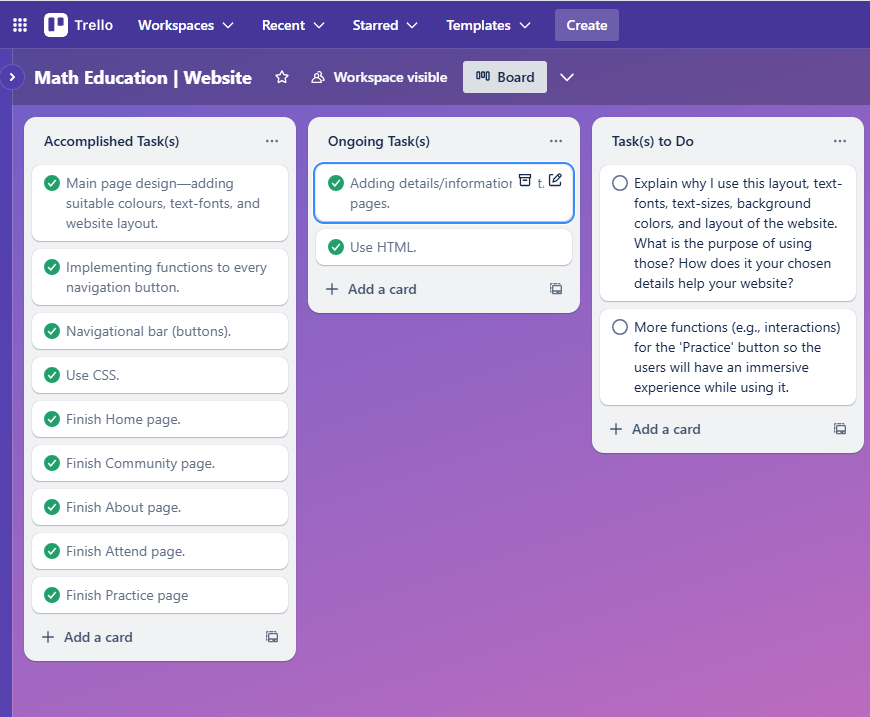 Trello Workspaces Recent Starred Templates Create
Math Education | Website Workspace visible Board
Accomplished Task(s)
Main page design—adding
suitable colours, text-fonts, and
website layout.
Implementing functions to every
navigation button.
Navigational bar (buttons).
Use CSS.
Finish Home page.
Finish Community page.
Finish About page.
Finish Attend page.
Finish Practice page
+ Add a card
Ongoing Task(s)
Adding details/information t.
pages.
Use HTML.
+ Add a card
Task(s) to Do
Explain why I use this layout, text-
fonts, text-sizes, background
colors, and layout of the website.
What is the purpose of using
those? How does it your chosen
details help your website?
More functions (e.g., interactions)
for the 'Practice' button so the
users will have an immersive
experience while using it.
+ Add a card